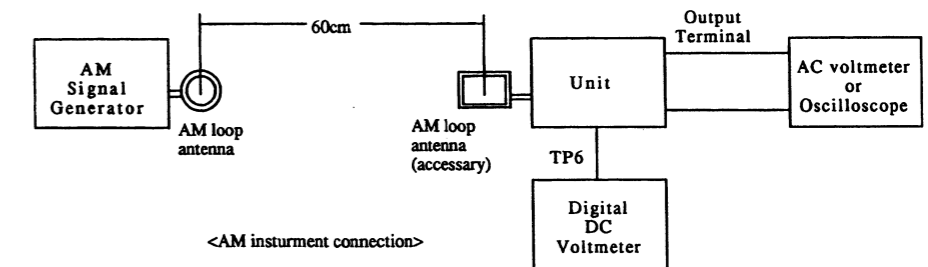 60cm
Output
Terminal
AM
Signal
Generator
AM loop
antenna
AM loop
antenna
(accessary)
Unit
AC voltmeter
or
Oscilloscope
TP6
Digital
DC
Voltmeter
<AM insturment connection>